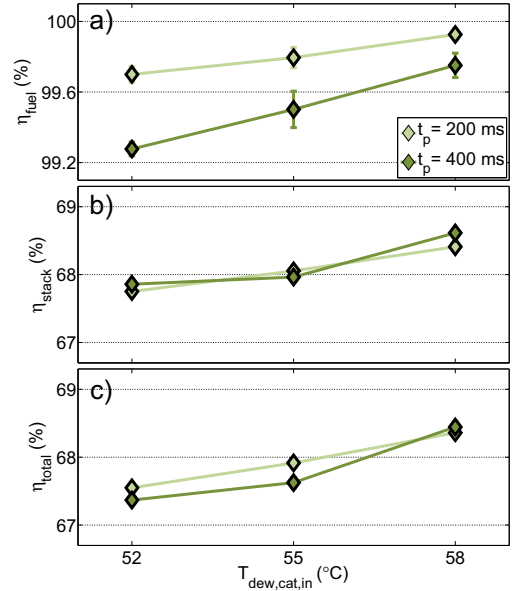 a)
100
99.6
99.2
η_fuel (%)
t_p = 200 ms
t_p = 400 ms
b)
69
68
67
η_stack (%)
c)
69
68
67
η_total (%)
52 55 58
T_dew,cat,in (°C)